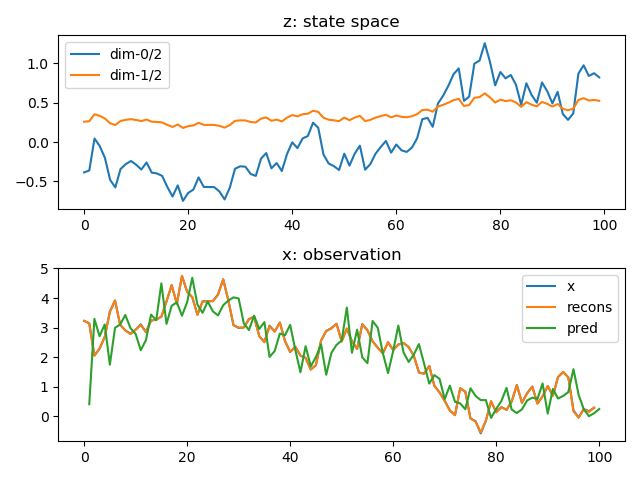 z: state space
dim-0/2
dim-1/2
1.0
0.5
0.0
−0.5
0 20 40 60 80 100
x: observation
x
recons
pred
5
4
3
2
1
0
0 20 40 60 80 100